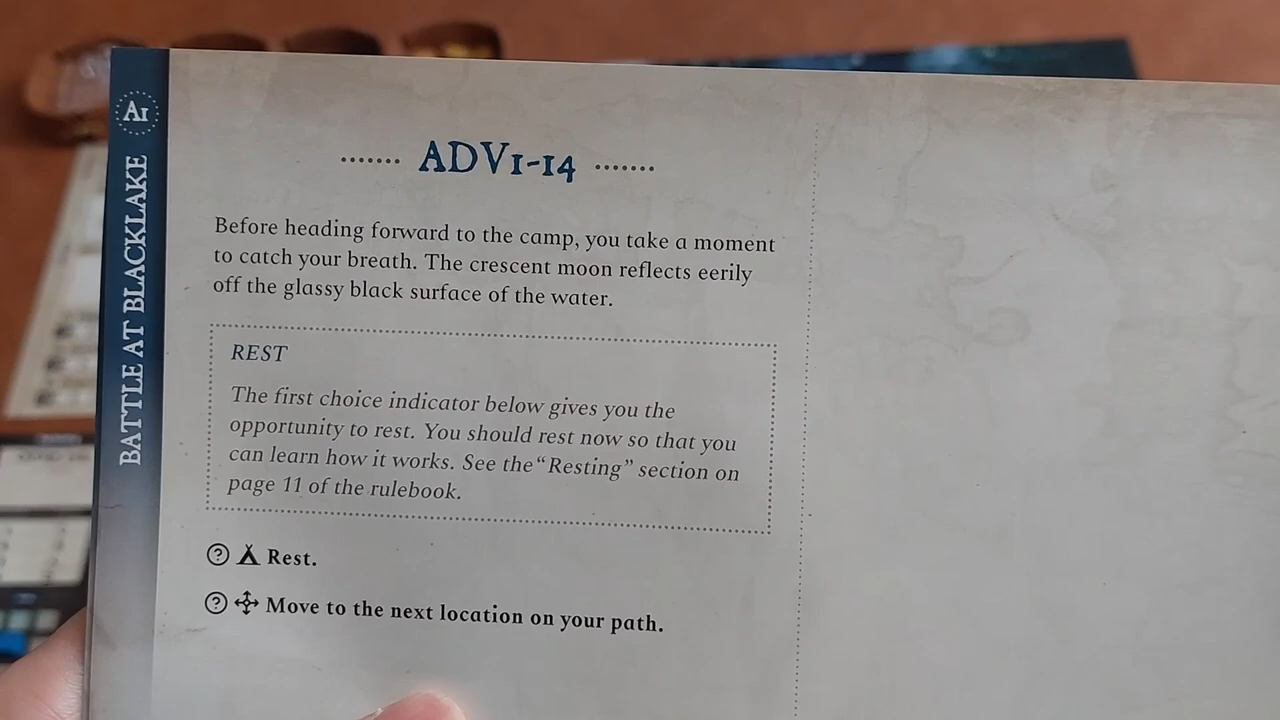 A1
BATTLE AT BLACKLAKE
ADV1-14
Before heading forward to the camp, you take a moment
to catch your breath. The crescent moon reflects eerily
off the glassy black surface of the water.
REST
The first choice indicator below gives you the
opportunity to rest. You should rest now so that you
can learn how it works. See the “Resting” section on
page 11 of the rulebook.
? Rest.
? Move to the next location on your path.